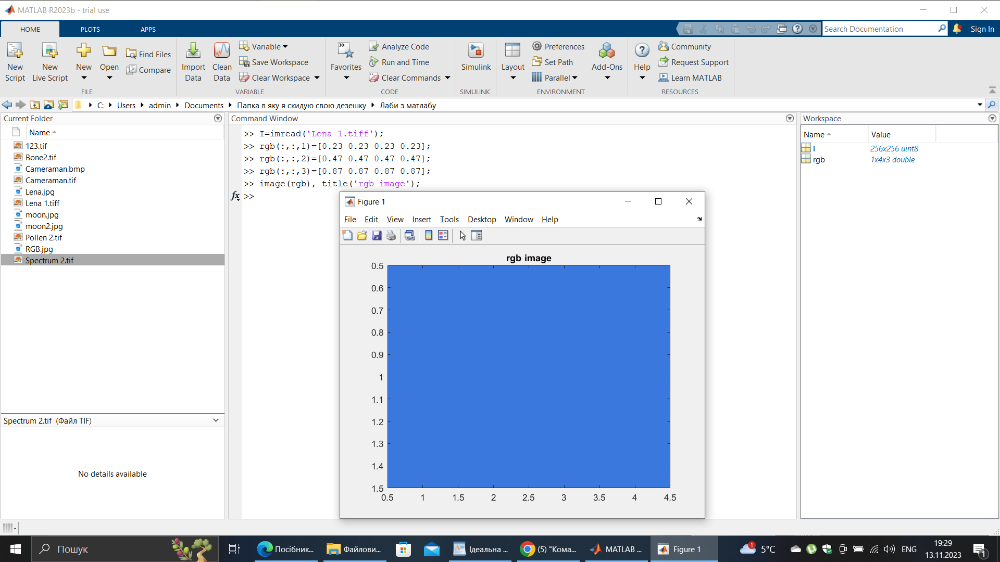 MATLAB R2023b - trial use
HOME PLOTS APPS
Search Documentation
Sign In
New Script
New Live Script
New
Open
Find Files
Compare
FILE
Import Data
Clean Data
Variable
Save Workspace
Clear Workspace
VARIABLE
Favorites
Analyze Code
Run and Time
Clear Commands
CODE
Simulink
SIMULINK
Layout
Preferences
Set Path
Parallel
Add-Ons
ENVIRONMENT
Help
Community
Request Support
Learn MATLAB
RESOURCES
C: Users admin Documents Папка в яку я скидую свою дезешку Лаби з матлабу
Current Folder
Name
123.tif
Bone2.tif
Cameraman.bmp
Cameraman.tif
Lena.jpg
Lena 1.tiff
moon.jpg
moon2.jpg
Pollen 2.tif
RGB.jpg
Spectrum 2.tif
Spectrum 2.tif (Файл TIF)
No details available
Command Window
>> I=imread('Lena 1.tiff');
>> rgb(:,:,1)=[0.23 0.23 0.23 0.23];
>> rgb(:,:,2)=[0.47 0.47 0.47 0.47];
>> rgb(:,:,3)=[0.87 0.87 0.87 0.87];
>> image(rgb), title('rgb image');
fx >>
Figure 1
File Edit View Insert Tools Desktop Window Help
rgb image
0.5
0.6
0.7
0.8
0.9
1
1.1
1.2
1.3
1.4
1.5
0.5 1 1.5 2 2.5 3 3.5 4 4.5
Workspace
Name Value
I 256x256 uint8
rgb 1x4x3 double
Пошук
Посібник...
Файлови...
Ідеальна ...
(5) "Кома...
MATLAB ...
Figure 1
1
5°C
ENG
19:29
13.11.2023
1